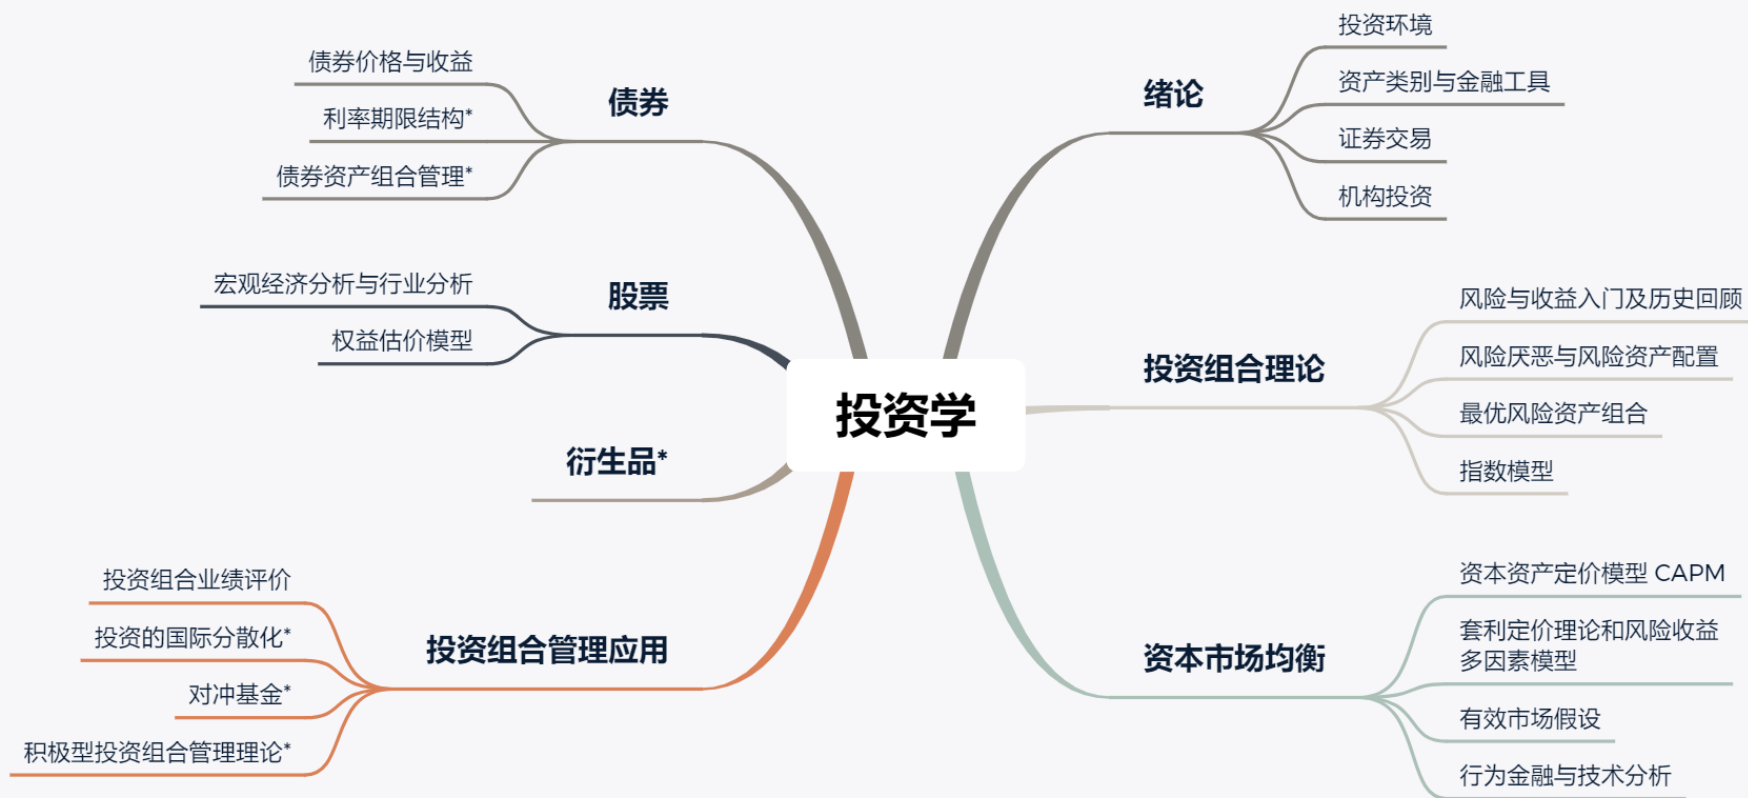 投资学
绪论
投资环境
资产类别与金融工具
证券交易
机构投资
投资组合理论
风险与收益入门及历史回顾
风险厌恶与风险资产配置
最优风险资产组合
指数模型
资本市场均衡
资本资产定价模型 CAPM
套利定价理论和风险收益
多因素模型
有效市场假设
行为金融与技术分析
债券
债券价格与收益
利率期限结构*
债券资产组合管理*
股票
宏观经济分析与行业分析
权益估价模型
衍生品*
投资组合管理应用
投资组合业绩评价
投资的国际分散化*
对冲基金*
积极型投资组合管理理论*